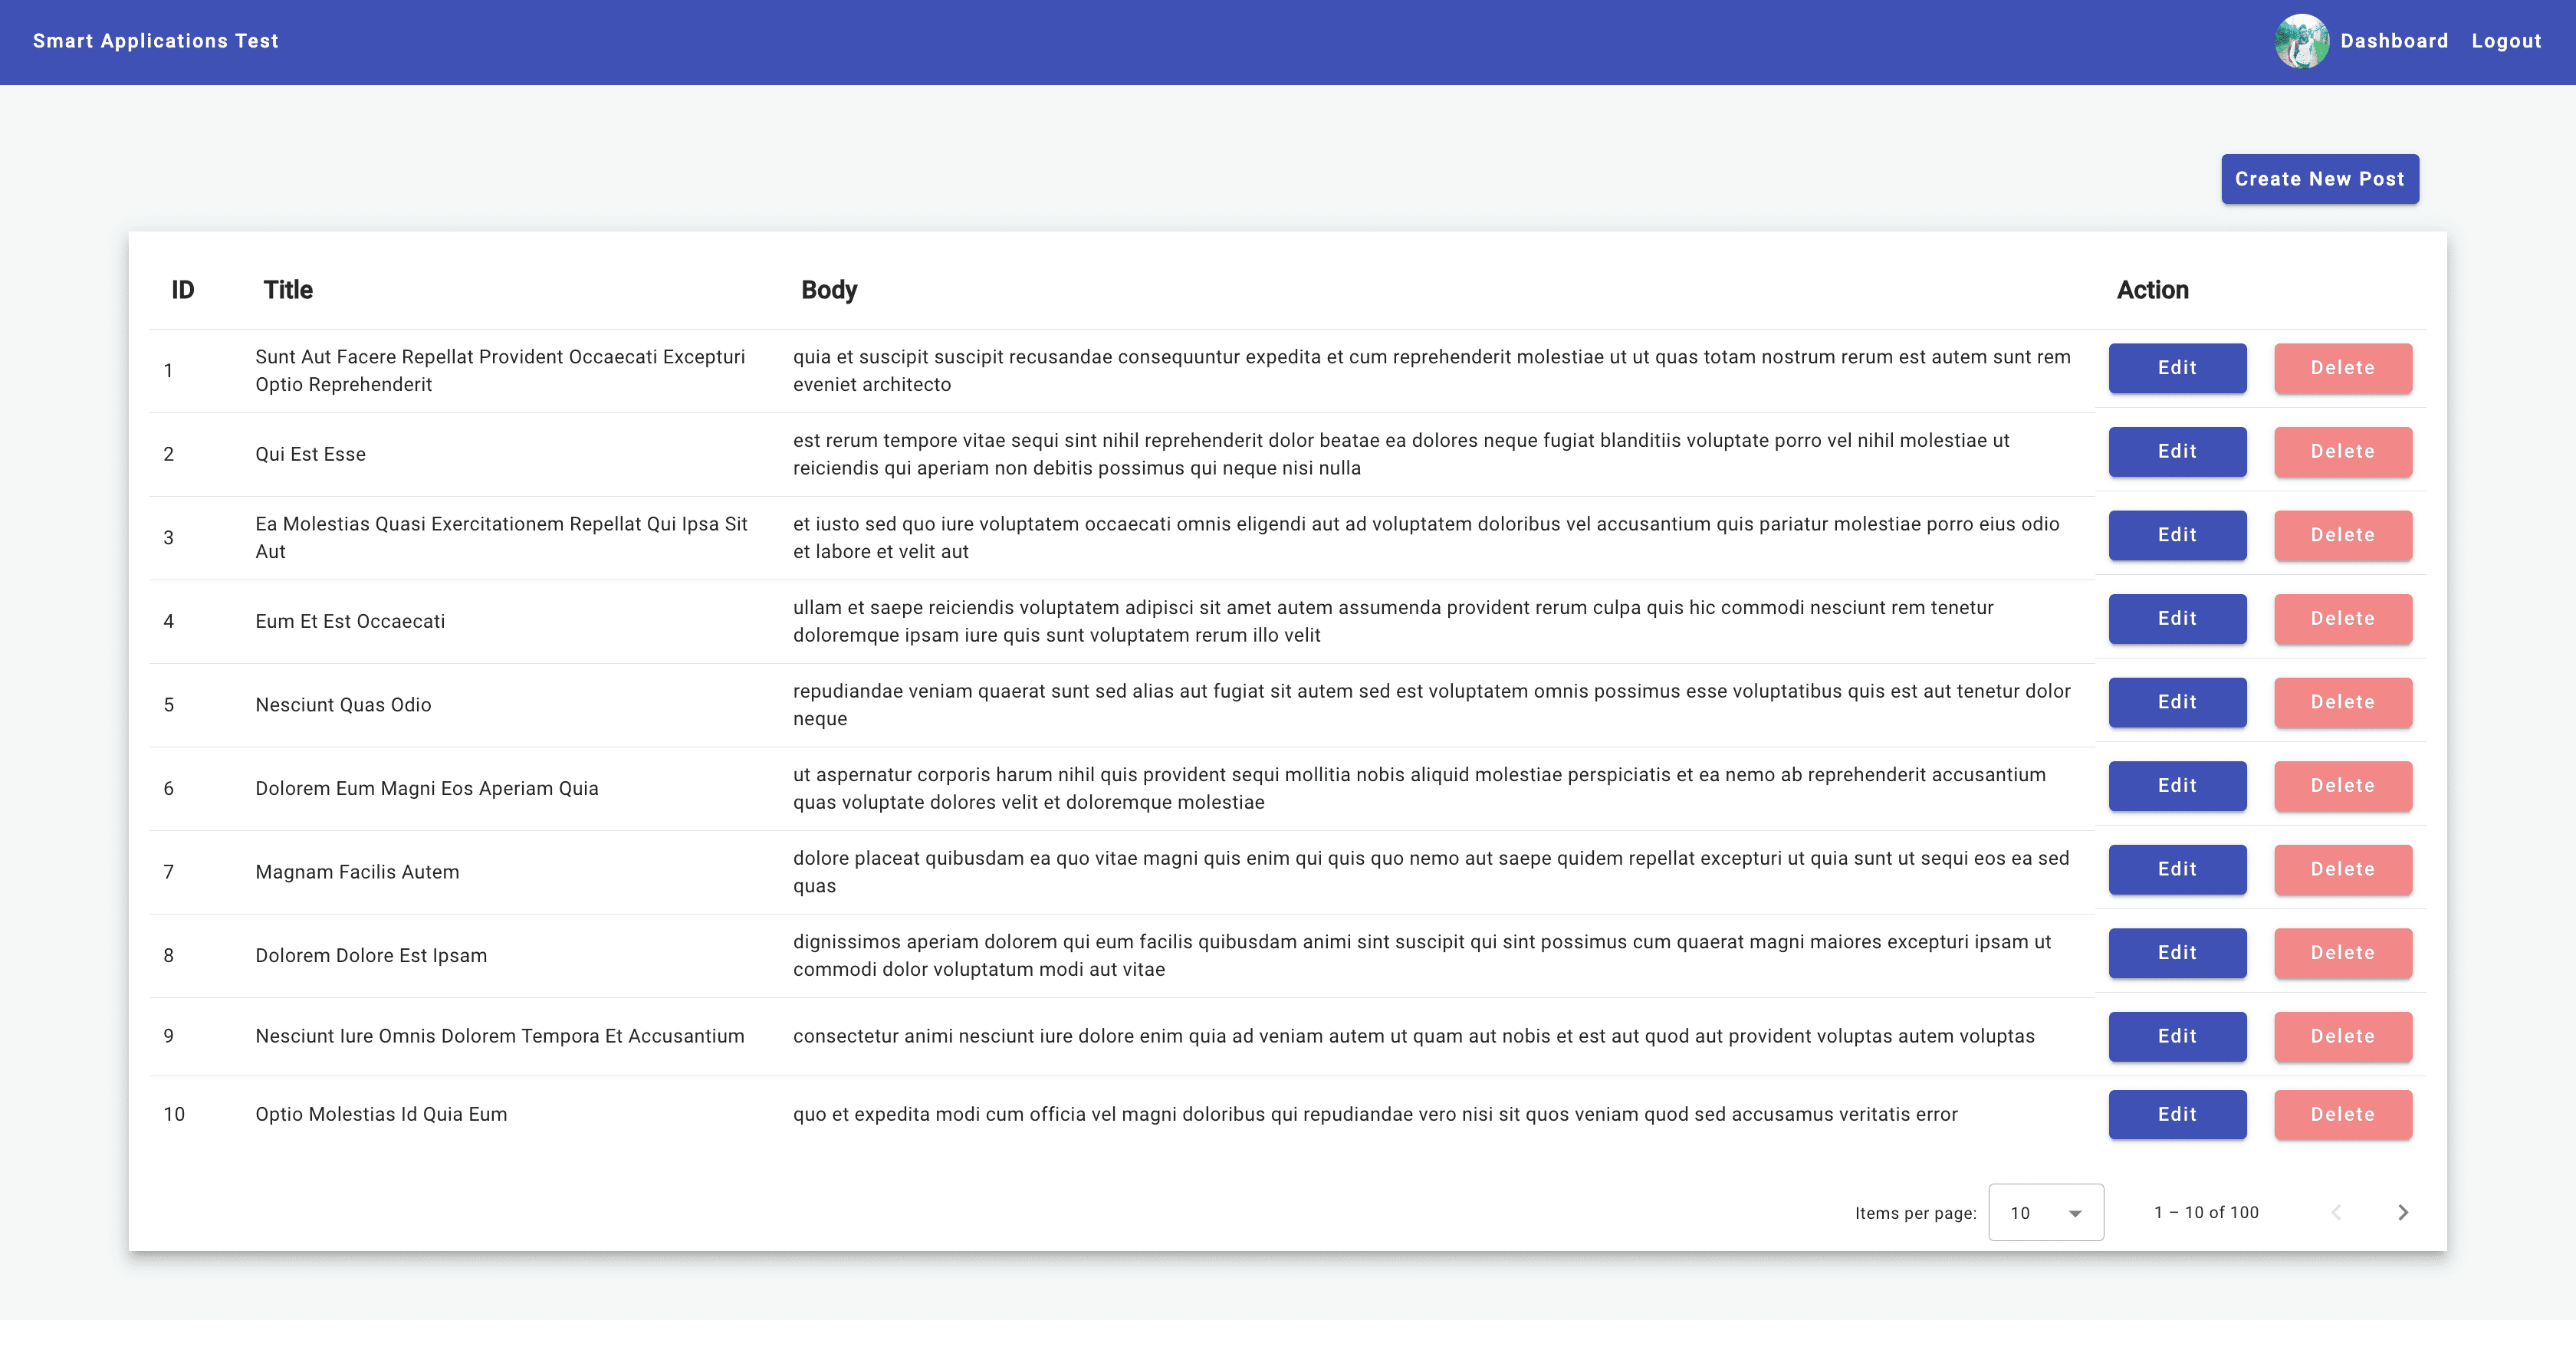 Smart Applications Test Dashboard Logout
Create New Post
ID Title Body Action
1 Sunt Aut Facere Repellat Provident Occaecati Excepturi quia et suscipit suscipit recusandae consequuntur expedita et cum reprehenderit molestiae ut ut quas totam nostrum rerum est autem sunt rem Edit Delete
Optio Reprehenderit eveniet architecto
2 Qui Est Esse est rerum tempore vitae sequi sint nihil reprehenderit dolor beatae ea dolores neque fugiat blanditiis voluptate porro vel nihil molestiae ut Edit Delete
reiciendis qui aperiam non debitis possimus qui neque nisi nulla
3 Ea Molestias Quasi Exercitationem Repellat Qui Ipsa Sit et iusto sed quo iure voluptatem occaecati omnis eligendi aut ad voluptatem doloribus vel accusantium quis pariatur molestiae porro eius odio Edit Delete
Aut et labore et velit aut
4 Eum Et Est Occaecati ullam et saepe reiciendis voluptatem adipisci sit amet autem assumenda provident rerum culpa quis hic commodi nesciunt rem tenetur Edit Delete
doloremque ipsam iure quis sunt voluptatem rerum illo velit
5 Nesciunt Quas Odio repudiandae veniam quaerat sunt sed alias aut fugiat sit autem sed est voluptatem omnis possimus esse voluptatibus quis est aut tenetur dolor Edit Delete
neque
6 Dolorem Eum Magni Eos Aperiam Quia ut aspernatur corporis harum nihil quis provident sequi mollitia nobis aliquid molestiae perspiciatis et ea nemo ab reprehenderit accusantium Edit Delete
quas voluptate dolores velit et doloremque molestiae
7 Magnam Facilis Autem dolore placeat quibusdam ea quo vitae magni quis enim qui quis quo nemo aut saepe quidem repellat excepturi ut quia sunt ut sequi eos ea sed Edit Delete
quas
8 Dolorem Dolore Est Ipsam dignissimos aperiam dolorem qui eum facilis quibusdam animi sint suscipit qui sint possimus cum quaerat magni maiores excepturi ipsam ut Edit Delete
commodi dolor voluptatum modi aut vitae
9 Nesciunt Iure Omnis Dolorem Tempora Et Accusantium consectetur animi nesciunt iure dolore enim quia ad veniam autem ut quam aut nobis et est aut quod aut provident voluptas autem voluptas Edit Delete
10 Optio Molestias Id Quia Eum quo et expedita modi cum officia vel magni doloribus qui repudiandae vero nisi sit quos veniam quod sed accusamus veritatis error Edit Delete
Items per page: 10 1 – 10 of 100